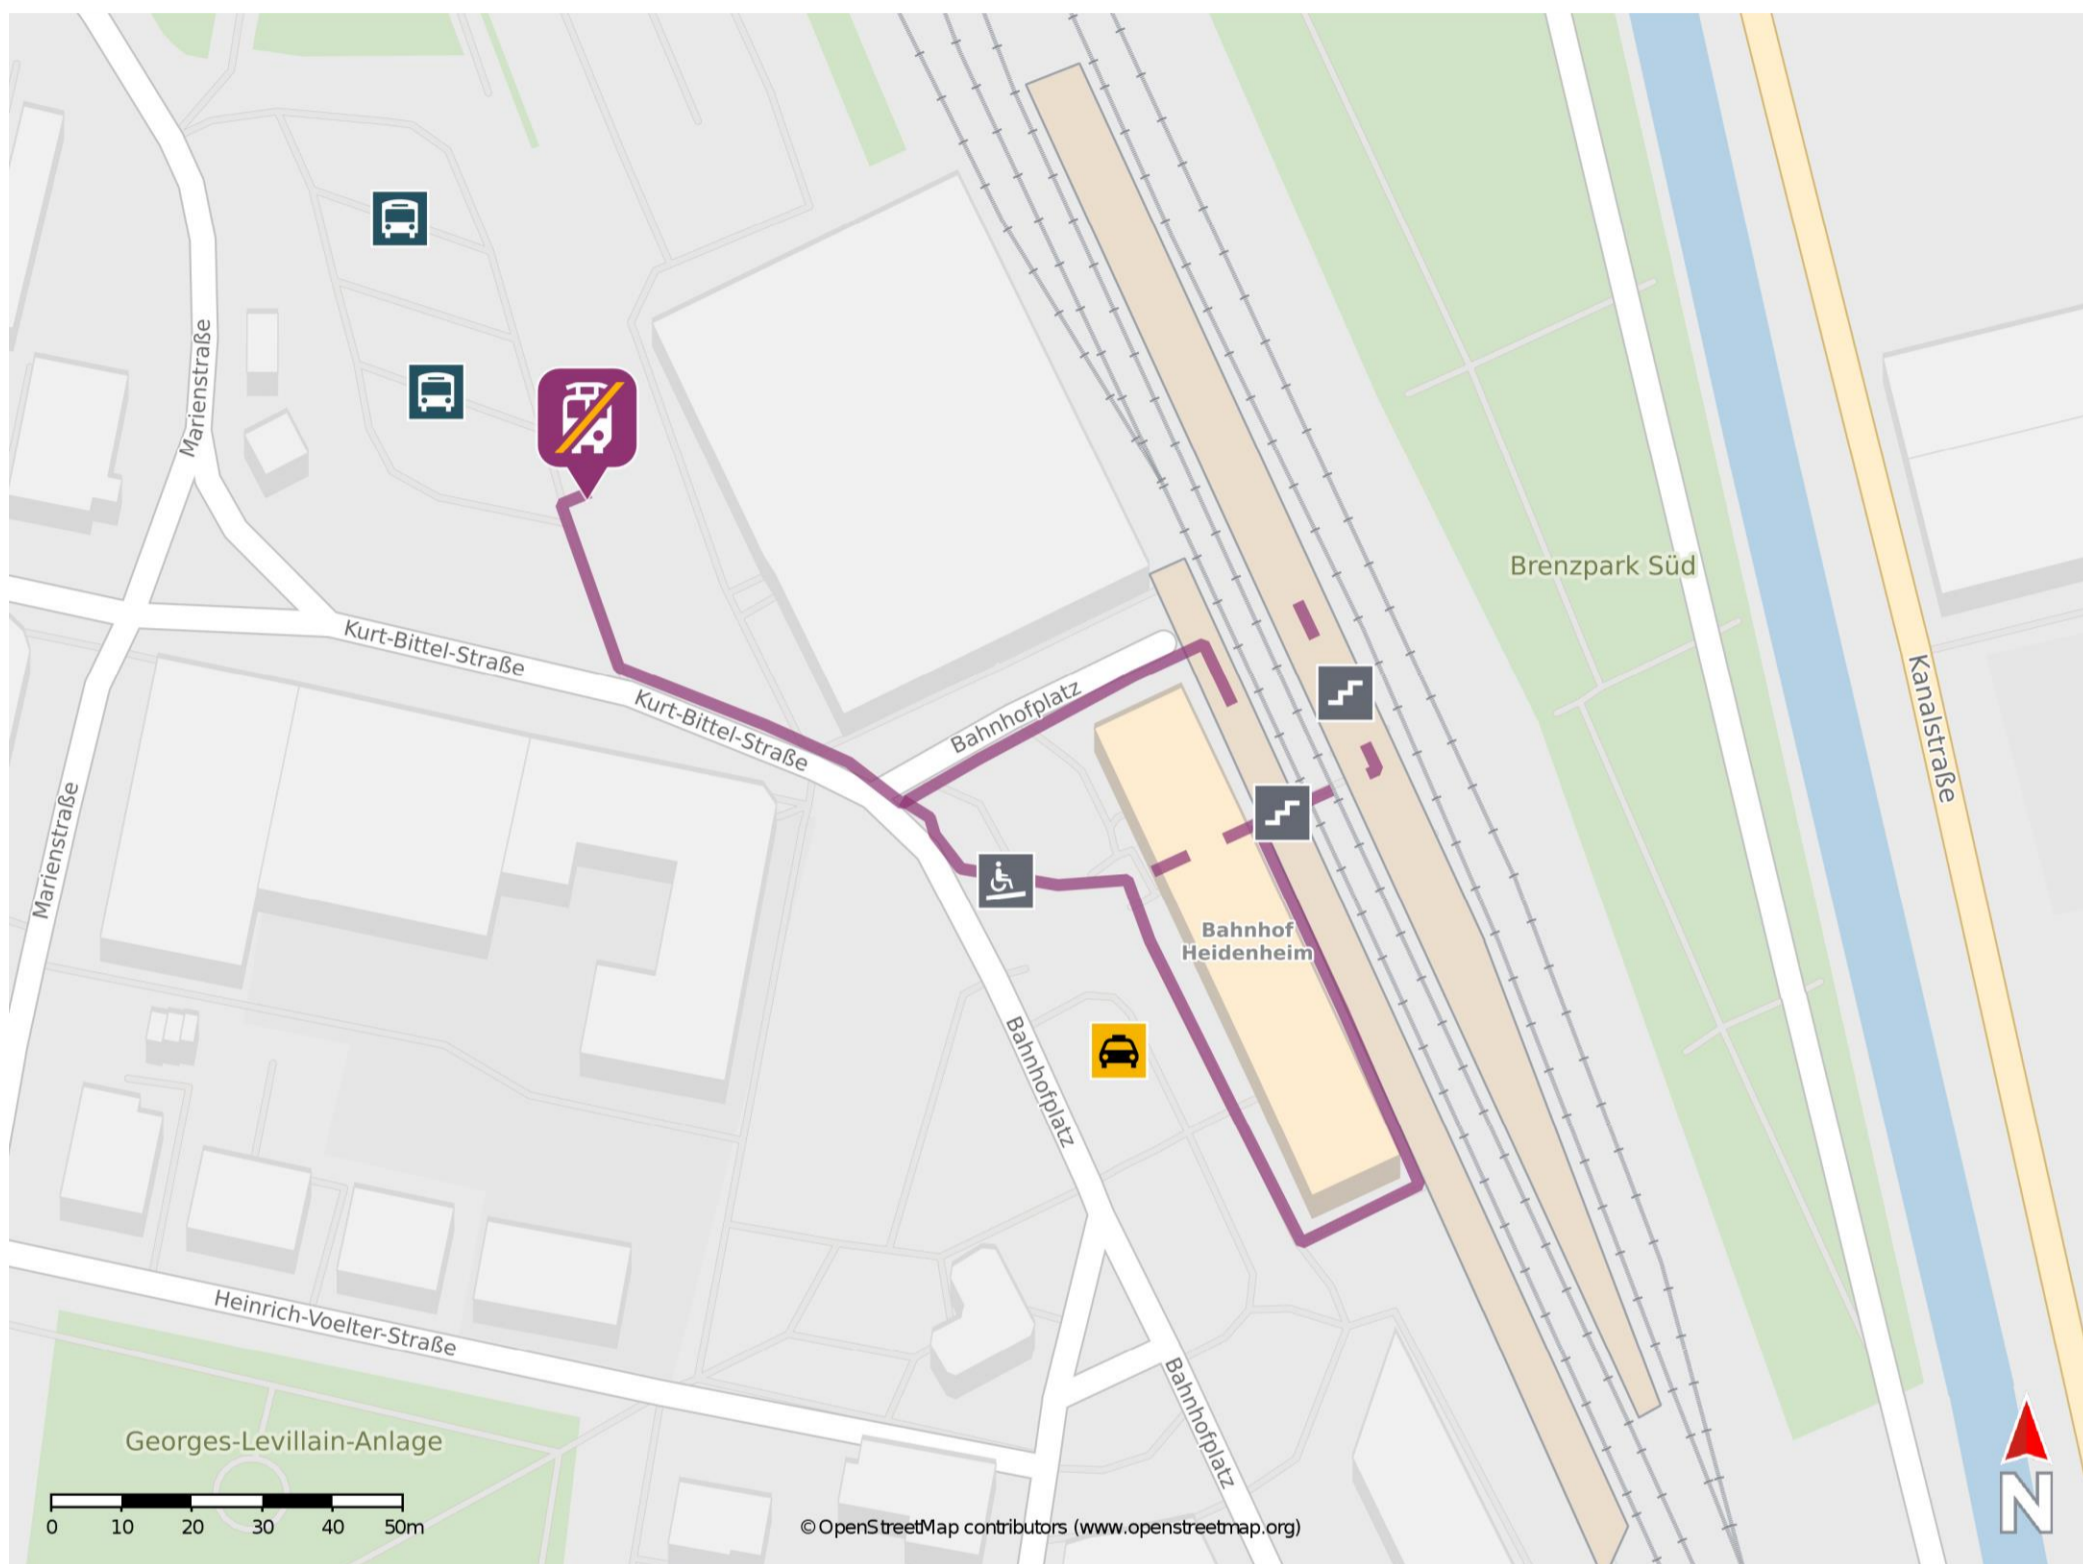 Marienstraße
Kurt-Bittel-Straße
Kurt-Bittel-Straße
Bahnhofplatz
Brenzpark Süd
Kanalstraße
Marienstraße
Bahnhof
Heidenheim
Bahnhofplatz
Heinrich-Voelter-Straße
Bahnhofplatz
Georges-Levillain-Anlage
0 10 20 30 40 50m
© OpenStreetMap contributors (www.openstreetmap.org)
N